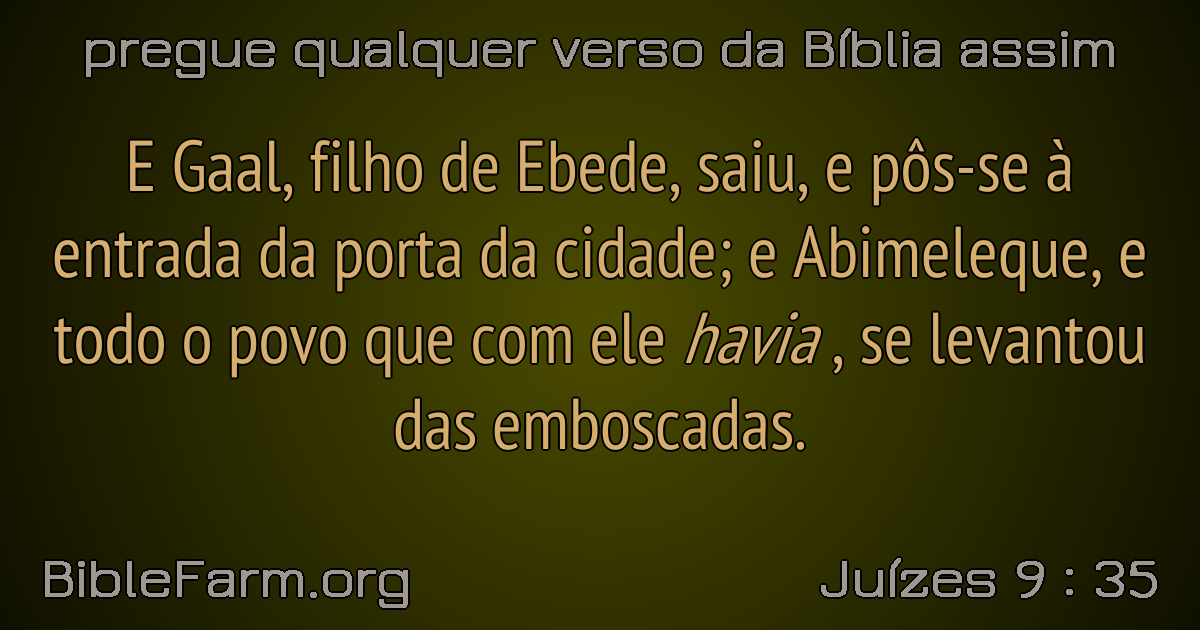 pregue qualquer verso da Bíblia assim
E Gaal, filho de Ebede, saiu, e pôs-se à
entrada da porta da cidade; e Abimeleque, e
todo o povo que com ele havia , se levantou
das emboscadas.
BibleFarm.org
Juízes 9 : 35